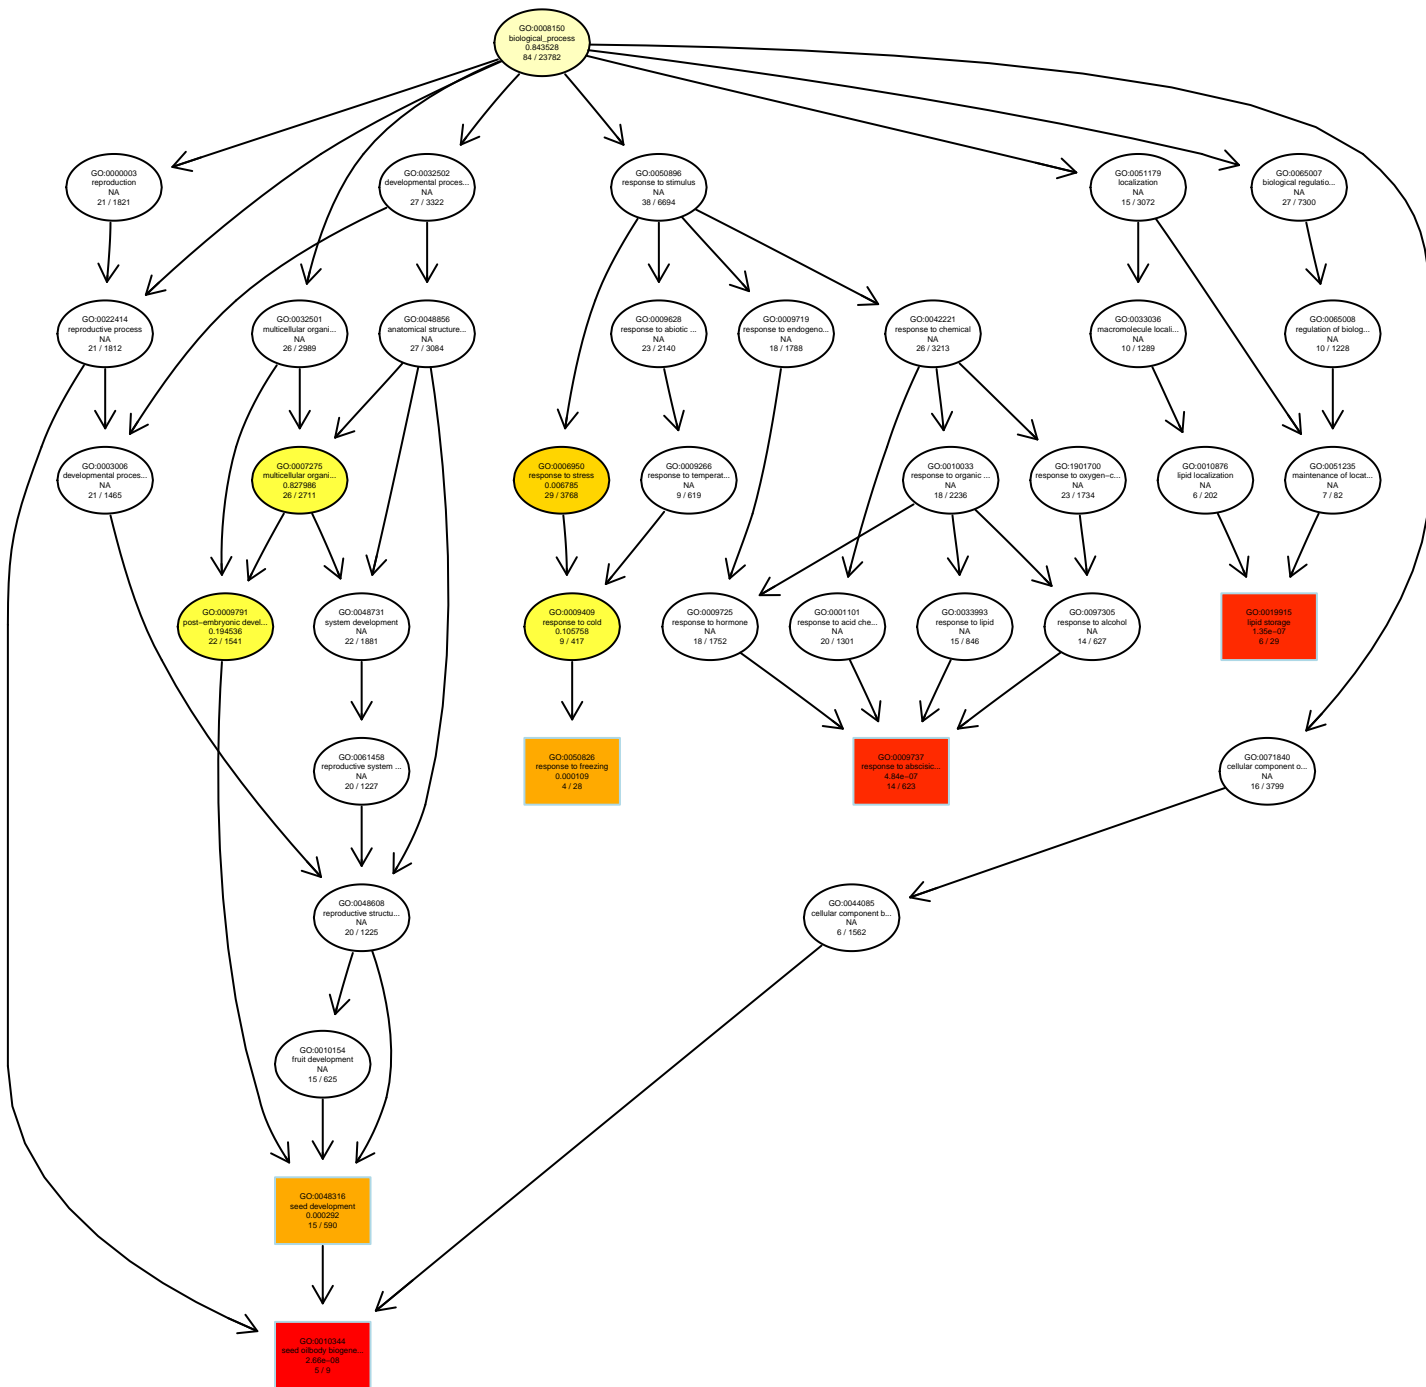 GO:0008150
biological_process
0.843528
84 / 23782
GO:0000003
reproduction
NA
21 / 1821
GO:0032502
developmental proces...
NA
27 / 3322
GO:0050896
response to stimulus
NA
38 / 6694
GO:0051179
localization
NA
15 / 3072
GO:0065007
biological regulatio...
NA
27 / 7300
GO:0022414
reproductive process
NA
21 / 1812
GO:0032501
multicellular organi...
NA
26 / 2989
GO:0048856
anatomical structure...
NA
27 / 3084
GO:0009628
response to abiotic ...
NA
23 / 2140
GO:0009719
response to endogeno...
NA
18 / 1788
GO:0042221
response to chemical
NA
26 / 3213
GO:0033036
macromolecule locali...
NA
10 / 1289
GO:0065008
regulation of biolog...
NA
10 / 1228
GO:0003006
developmental proces...
NA
21 / 1465
GO:0007275
multicellular organi...
0.827986
26 / 2711
GO:0006950
response to stress
0.006785
29 / 3768
GO:0009266
response to temperat...
NA
9 / 619
GO:0010033
response to organic ...
NA
18 / 2236
GO:1901700
response to oxygen−c...
NA
23 / 1734
GO:0010876
lipid localization
NA
6 / 202
GO:0051235
maintenance of locat...
NA
7 / 82
GO:0009791
post−embryonic devel...
0.194536
22 / 1541
GO:0048731
system development
NA
22 / 1881
GO:0009409
response to cold
0.105758
9 / 417
GO:0009725
response to hormone
NA
18 / 1752
GO:0001101
response to acid che...
NA
20 / 1301
GO:0033993
response to lipid
NA
15 / 846
GO:0097305
response to alcohol
NA
14 / 627
GO:0019915
lipid storage
1.35e−07
6 / 29
GO:0061458
reproductive system ...
NA
20 / 1227
GO:0050826
response to freezing
0.000109
4 / 28
GO:0009737
response to abscisic...
4.84e−07
14 / 623
GO:0071840
cellular component o...
NA
16 / 3799
GO:0048608
reproductive structu...
NA
20 / 1225
GO:0044085
cellular component b...
NA
6 / 1562
GO:0010154
fruit development
NA
15 / 625
GO:0048316
seed development
0.000292
15 / 590
GO:0010344
seed oilbody biogene...
2.66e−08
5 / 9